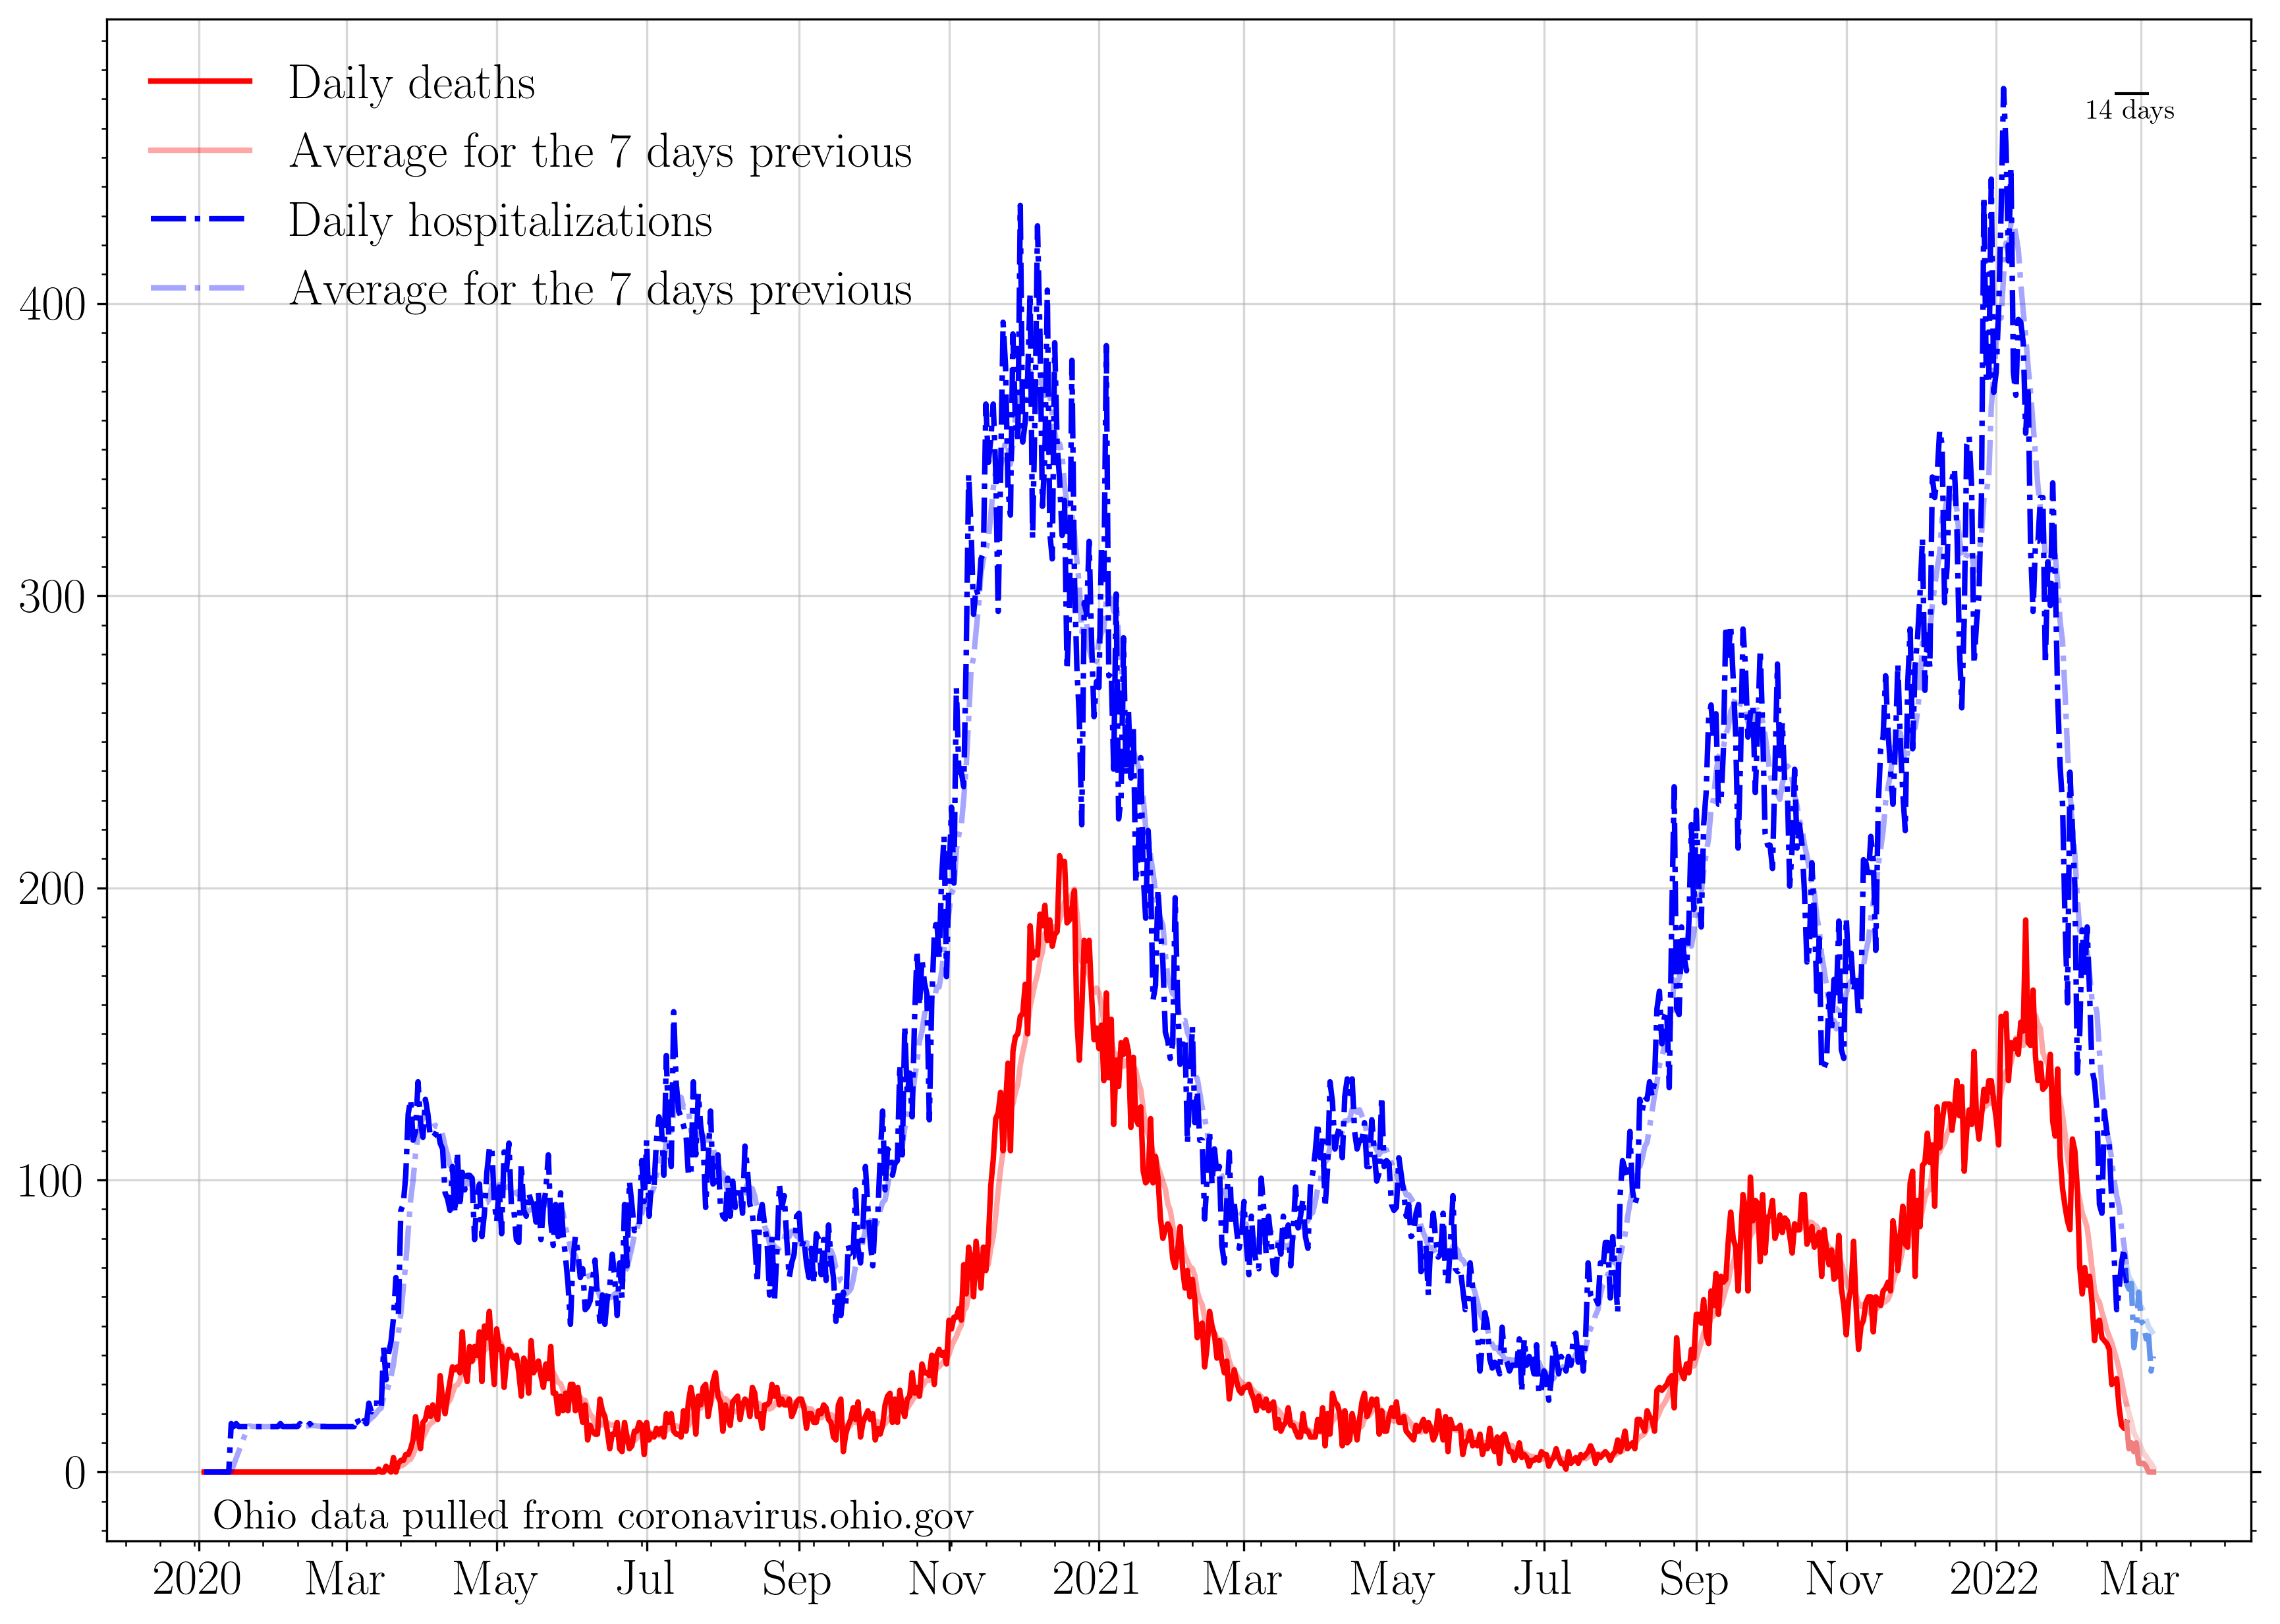 Daily deaths
Average for the 7 days previous
Daily hospitalizations
Average for the 7 days previous
14 days
400
300
200
100
0
Ohio data pulled from coronavirus.ohio.gov
2020 Mar May Jul Sep Nov 2021 Mar May Jul Sep Nov 2022 Mar